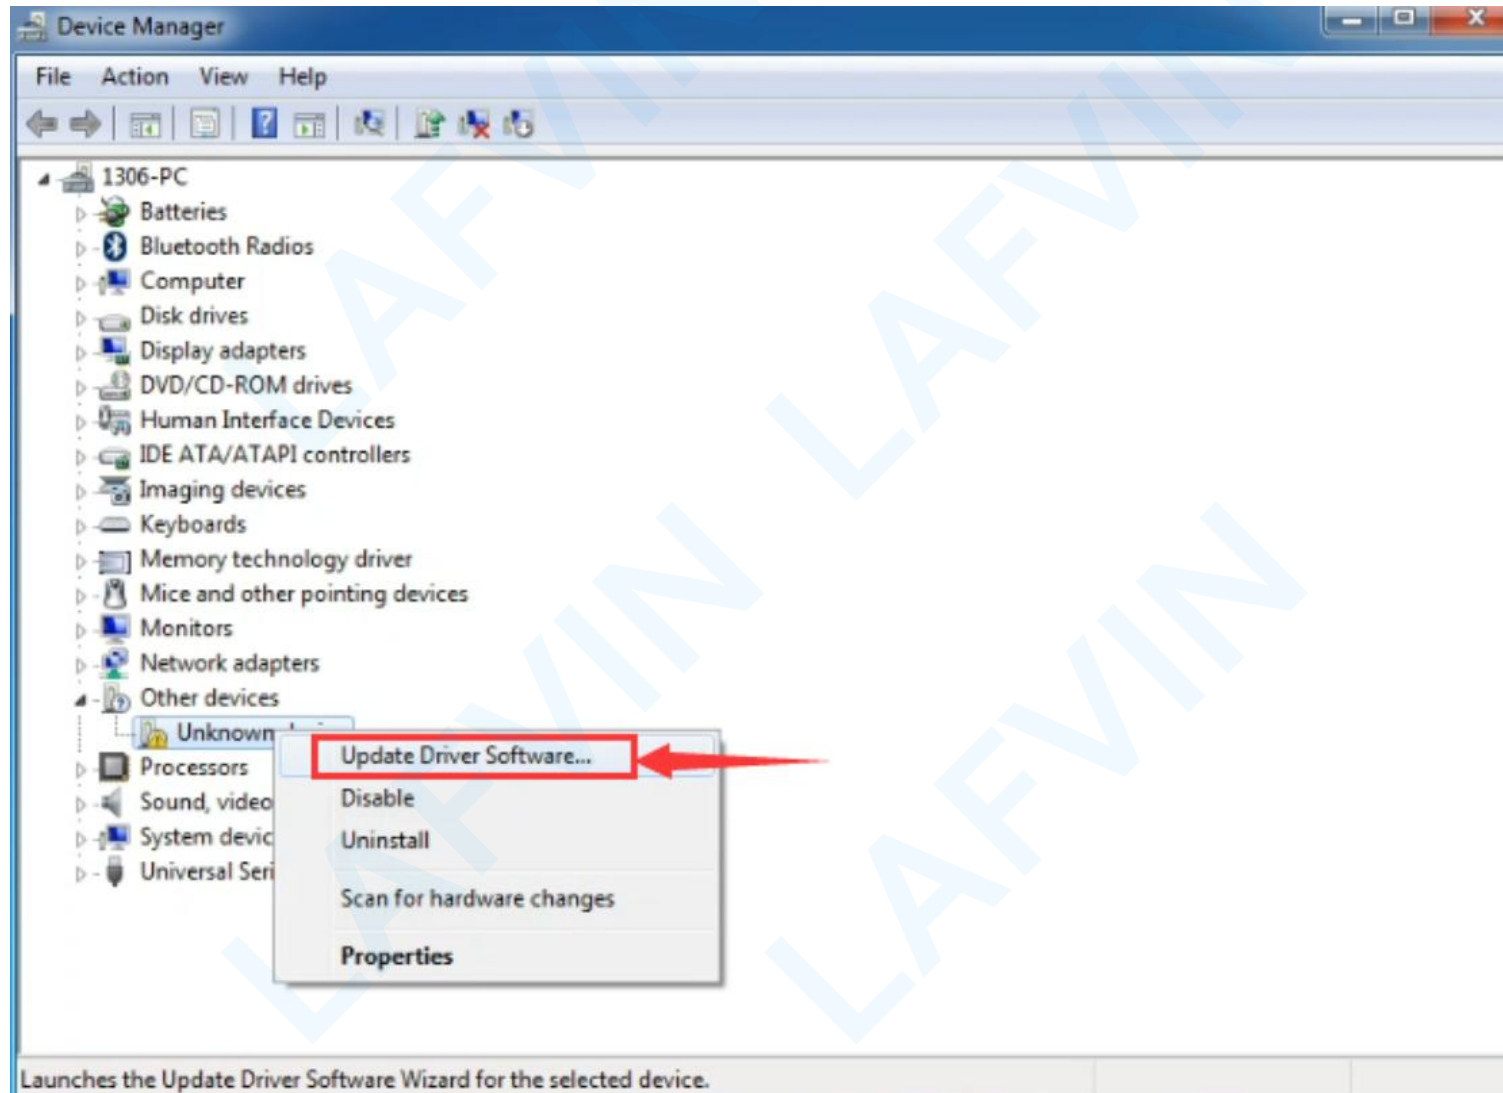 Device Manager
File Action View Help
1306-PC
Batteries
Bluetooth Radios
Computer
Disk drives
Display adapters
DVD/CD-ROM drives
Human Interface Devices
IDE ATA/ATAPI controllers
Imaging devices
Keyboards
Memory technology driver
Mice and other pointing devices
Monitors
Network adapters
Other devices
Unknown
Update Driver Software...
Processors
Disable
Sound, video
System devic
Uninstall
Universal Seri
Scan for hardware changes
Properties
Launches the Update Driver Software Wizard for the selected device.
LAFVIN
LAFVIN
LAFVIN
LAFVIN